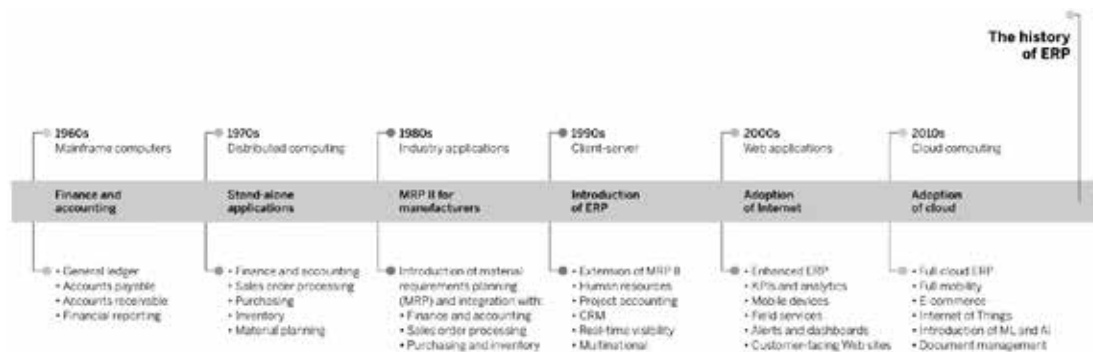 The history
of ERP
1960s
Mainframe computers
Finance and
accounting
• General ledger
• Accounts payable
• Accounts receivable
• Financial reporting
1970s
Distributed computing
Stand-alone
applications
• Finance and accounting
• Sales order processing
• Purchasing
• Inventory
• Material planning
1980s
Industry applications
MRP II for
manufacturers
Introduction of material
requirements planning
(MRP) and integration with:
• Finance and accounting
• Sales order processing
• Purchasing and inventory
1990s
Client-server
Introduction
of ERP
• Extension of MRP II
• Human resources
• Project accounting
• CRM
• Real-time visibility
• Multinational
2000s
Web applications
Adoption
of Internet
• Enhanced ERP
• KPIs and analytics
• Mobile devices
• Field services
• Alerts and dashboards
• Customer-facing Web sites
2010s
Cloud computing
Adoption
of cloud
• Full cloud ERP
• Full mobility
• E-commerce
• Internet of Things
• Introduction of ML and AI
• Document management